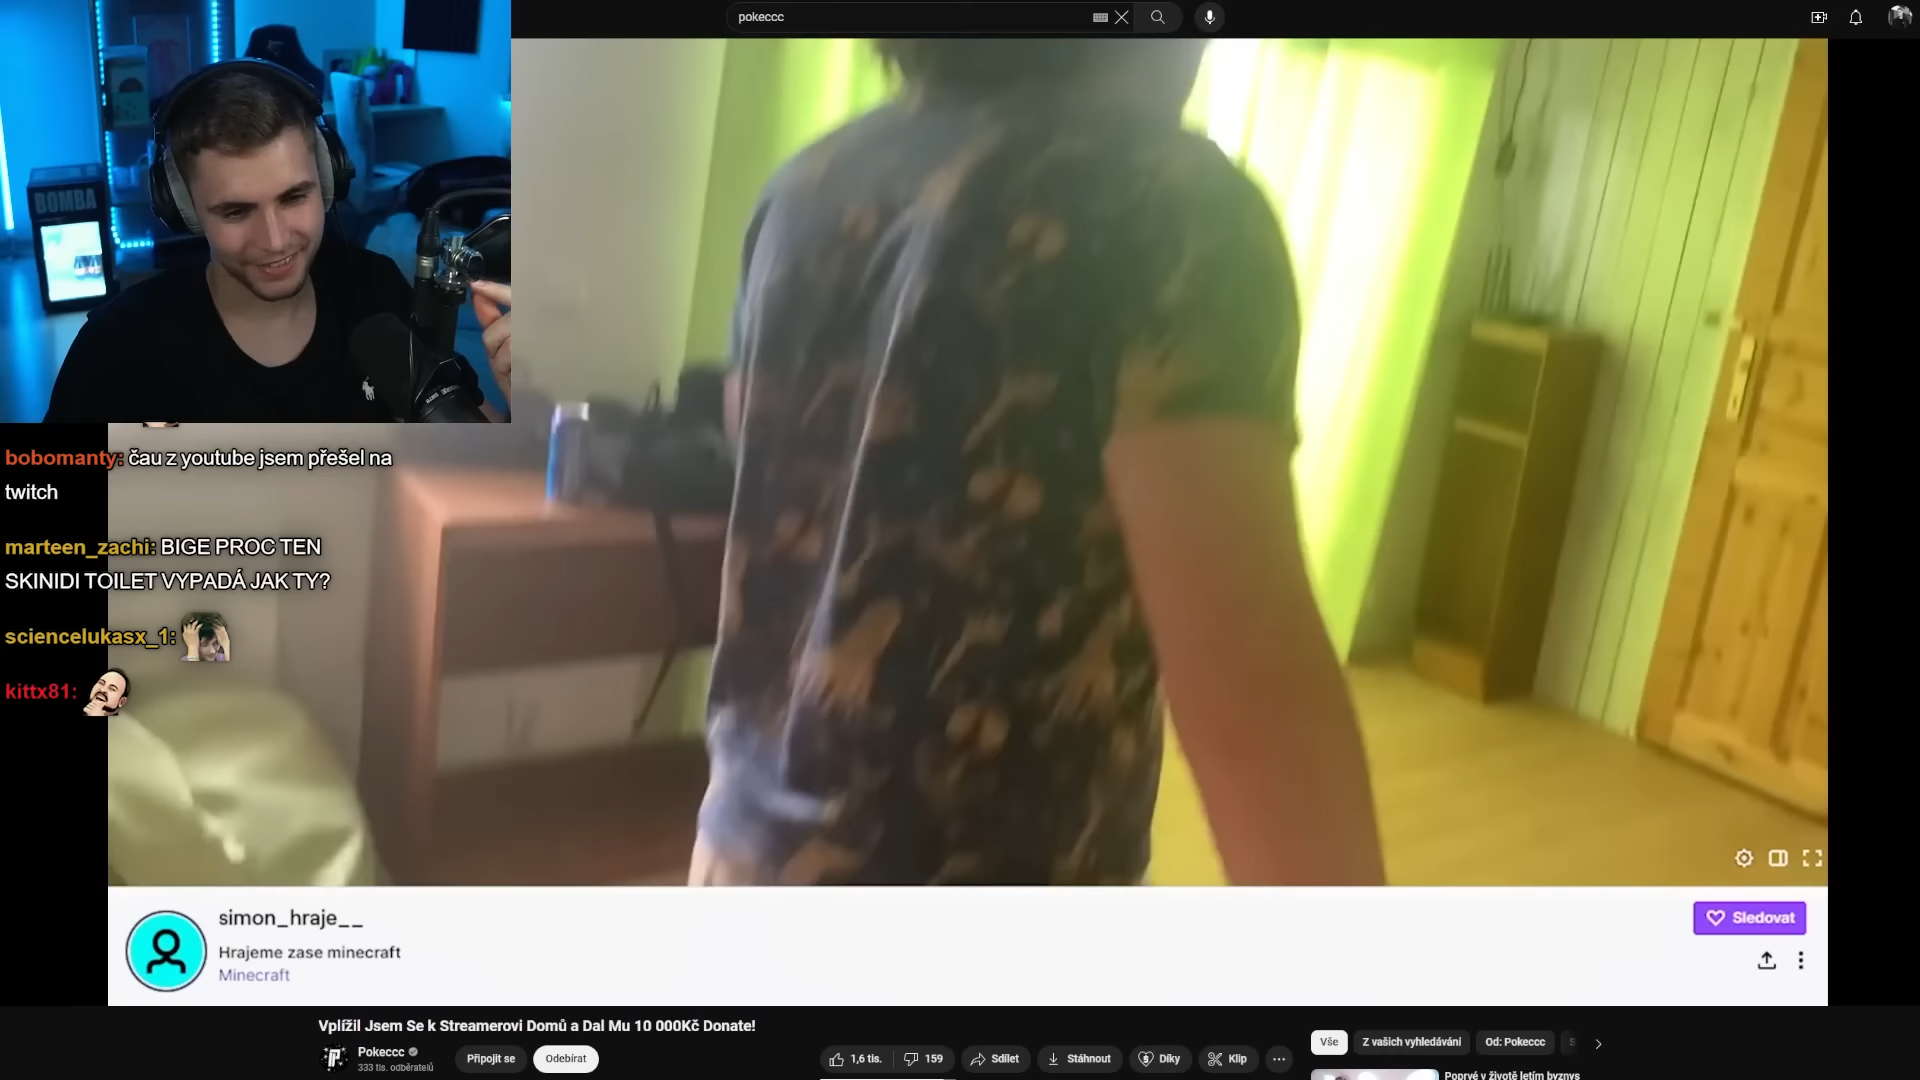 pokeccc
BOMBA
bobomanty: čau z youtube jsem přešel na
twitch
marteen_zachi: BIGE PROC TEN
SKINIDI TOILET VYPADÁ JAK TY?
sciencelukasx_1:
kittx81:
simon_hraje__
Hrajeme zase minecraft
Minecraft
Sledovat
Vplížil Jsem Se k Streamerovi Domů a Dal Mu 10 000Kč Donate!
Pokeccc
333 tis. odběratelů
Připojit se
Odebírat
1,6 tis.
159
Sdílet
Stáhnout
Díky
Klip
Vše
Z vašich vyhledávání
Od: Pokeccc
Poprvé v životě letím byznys